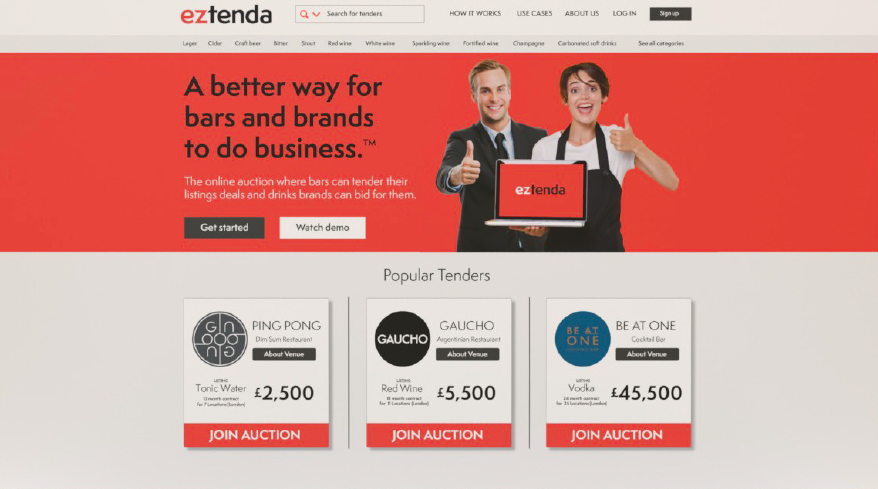 eztenda
Search for tenders
HOW IT WORKS
USE CASES
ABOUT US
LOG IN
Sign up
Lager
Cider
Craft beer
Bitter
Stout
Red wine
White wine
Sparkling wine
Fortified wine
Champagne
Carbonated soft drinks
See all categories
A better way for
bars and brands
to do business.™
The online auction where bars can tender their
listings deals and drinks brands can bid for them.
Get started
Watch demo
eztenda
Popular Tenders
PING PONG
Dim Sum Restaurant
About Venue
LISTING
Tonic Water
12 month contract
for 7 Locations (London)
£2,500
JOIN AUCTION
GAUCHO
GAUCHO
Argentinian Restaurant
About Venue
LISTING
Red Wine
18 month contract
for 11 Locations (London)
£5,500
JOIN AUCTION
BE AT
ONE
COCKTAIL BAR
BE AT ONE
Cocktail Bar
About Venue
LISTING
Vodka
24 month contract
£45,500
JOIN AUCTION